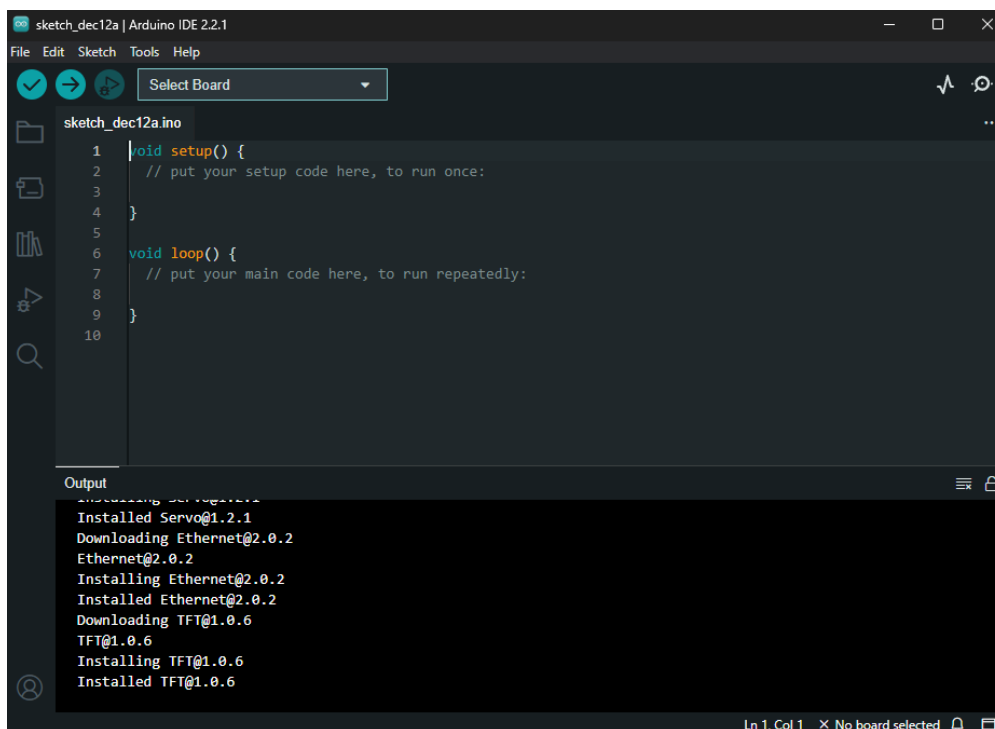 sketch_dec12a | Arduino IDE 2.2.1
File Edit Sketch Tools Help
Select Board
sketch_dec12a.ino
1 void setup() {
2 // put your setup code here, to run once:
3
4 }
5
6 void loop() {
7 // put your main code here, to run repeatedly:
8
9 }
10
Output
Installing Servo@1.2.1
Installed Servo@1.2.1
Downloading Ethernet@2.0.2
Ethernet@2.0.2
Installing Ethernet@2.0.2
Installed Ethernet@2.0.2
Downloading TFT@1.0.6
TFT@1.0.6
Installing TFT@1.0.6
Installed TFT@1.0.6
Ln 1, Col 1 × No board selected